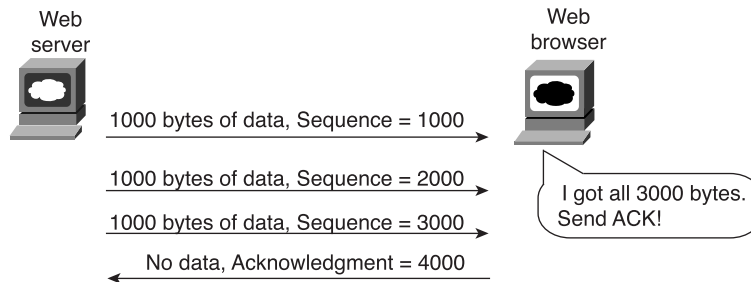 Web
server
Web
browser
1000 bytes of data, Sequence = 1000
1000 bytes of data, Sequence = 2000
1000 bytes of data, Sequence = 3000
No data, Acknowledgment = 4000
I got all 3000 bytes.
Send ACK!